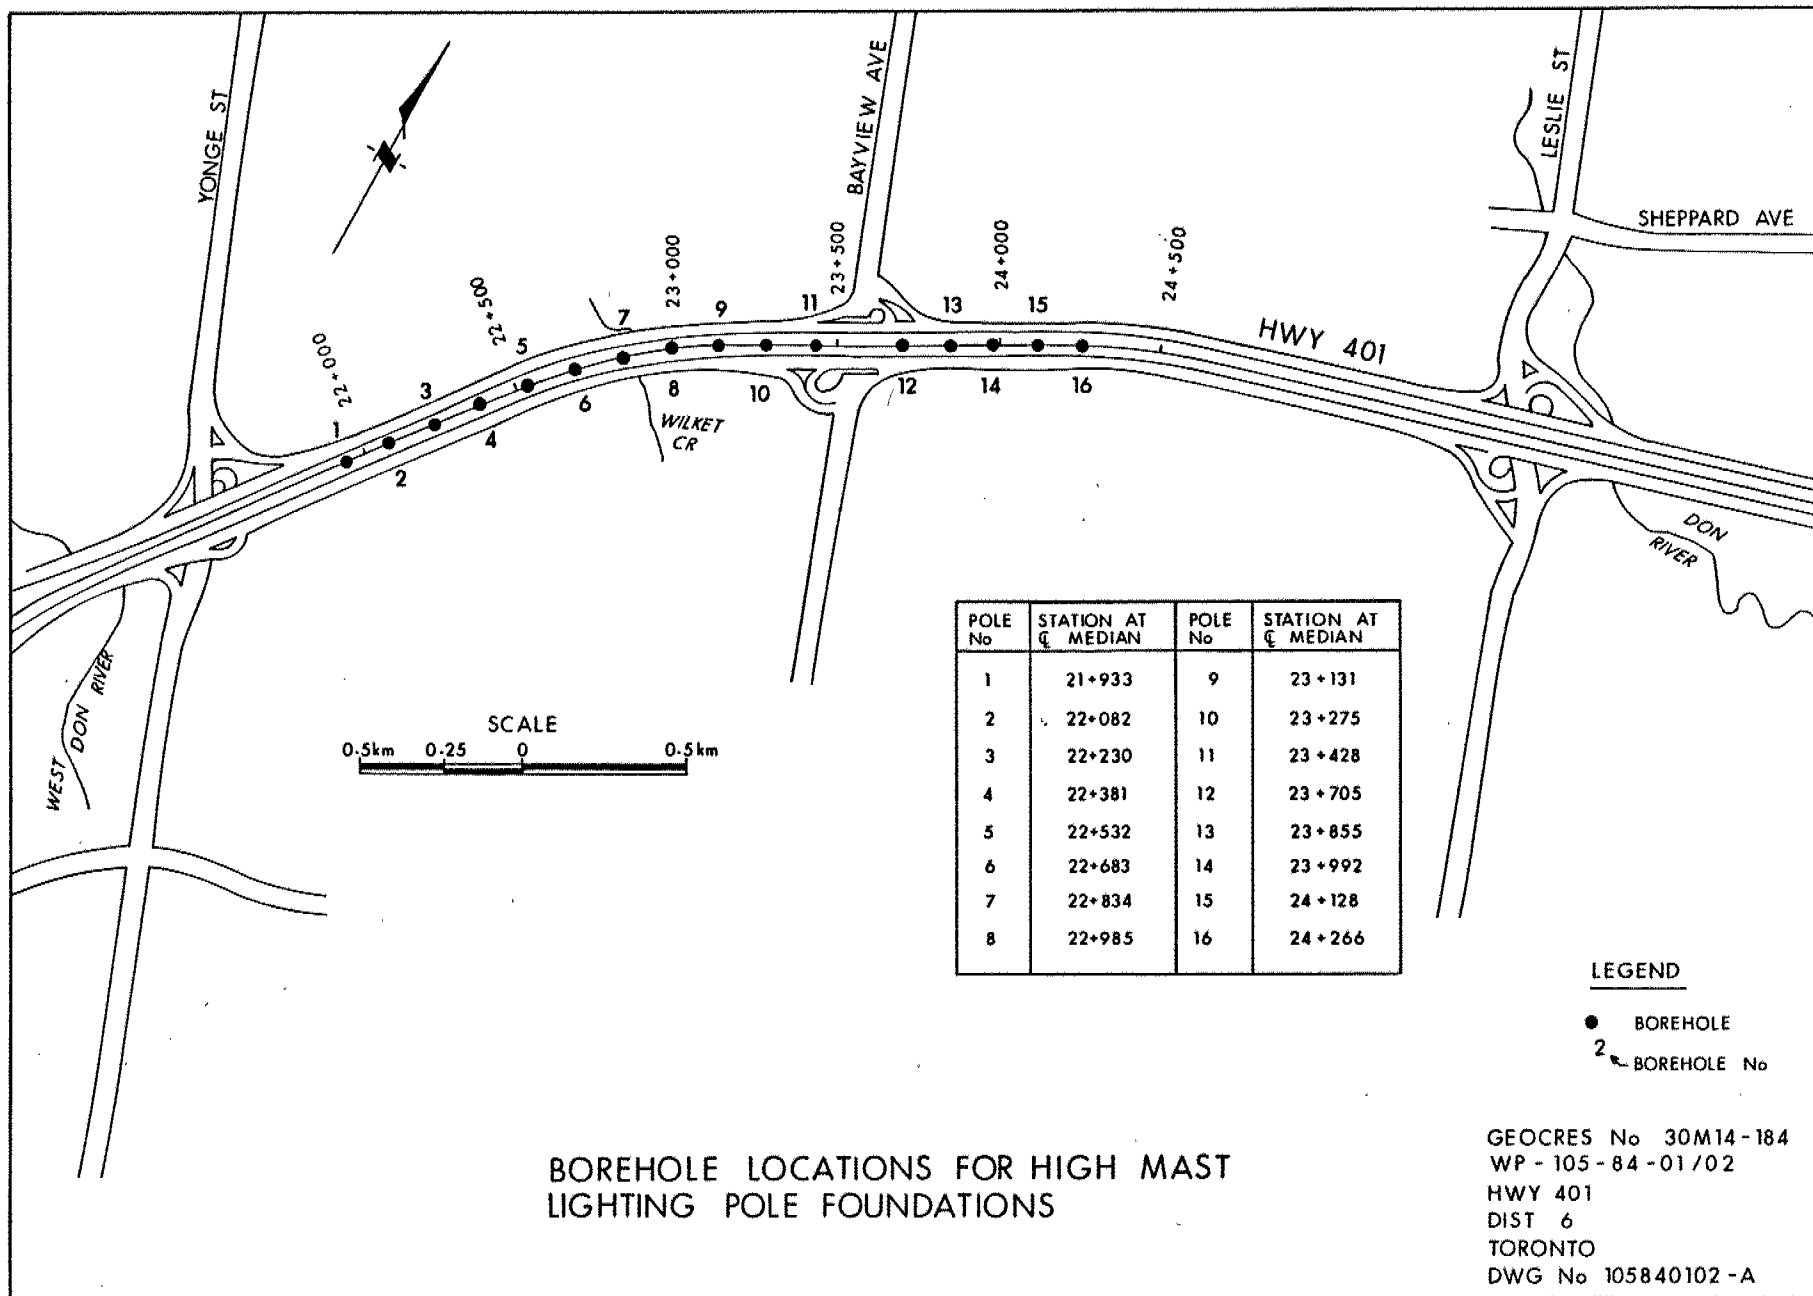 YONGE ST
BAYVIEW AVE
LESLIE ST
SHEPPARD AVE
HWY 401
22+000
22+500
23+000
23+500
24+000
24+500
1
3
5
7
9
11
13
15
2
4
6
8
10
12
14
16
WILKET
CR
DON
RIVER
WEST DON RIVER
SCALE
0.5km 0.25 0 0.5km
POLE No STATION AT ℄ MEDIAN POLE No STATION AT ℄ MEDIAN
1 21+933 9 23+131
2 22+082 10 23+275
3 22+230 11 23+428
4 22+381 12 23+705
5 22+532 13 23+855
6 22+683 14 23+992
7 22+834 15 24+128
8 22+985 16 24+266
LEGEND
BOREHOLE
2 BOREHOLE No
BOREHOLE LOCATIONS FOR HIGH MAST
LIGHTING POLE FOUNDATIONS
GEOCRES No 30M14-184
WP-105-84-01/02
HWY 401
DIST 6
TORONTO
DWG No 105840102-A